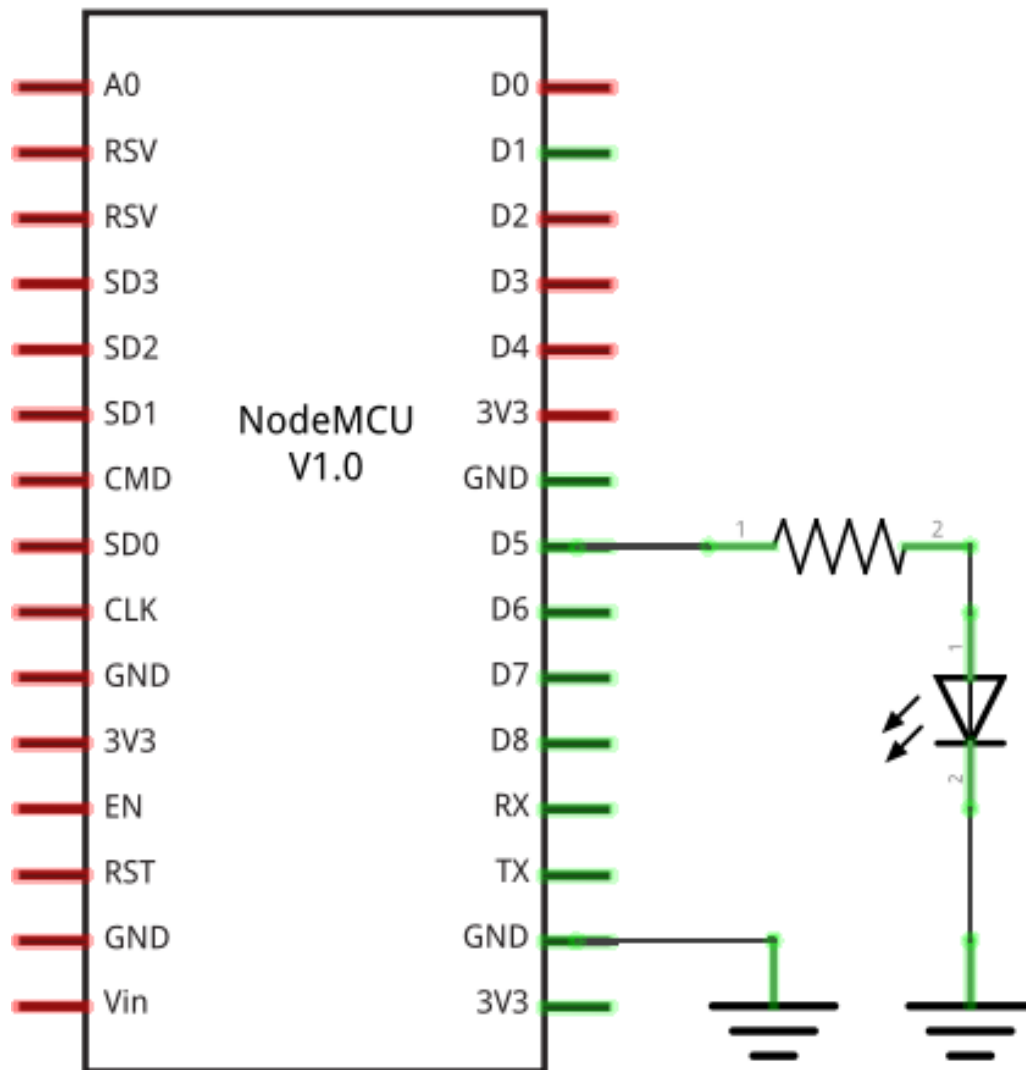 A0
RSV
RSV
SD3
SD2
SD1
CMD
SD0
CLK
GND
3V3
EN
RST
GND
Vin
NodeMCU
V1.0
D0
D1
D2
D3
D4
3V3
GND
D5
D6
D7
D8
RX
TX
GND
3V3
1
2
1
2